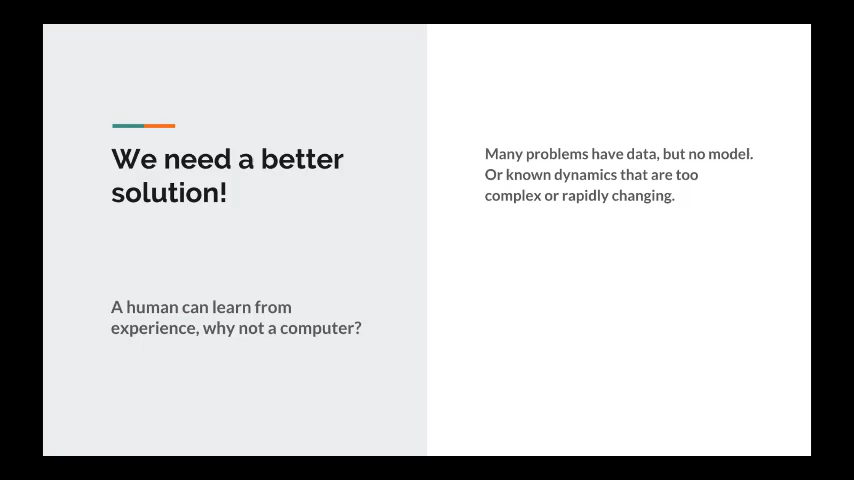 We need a better
solution!
A human can learn from
experience, why not a computer?
Many problems have data, but no model.
Or known dynamics that are too
complex or rapidly changing.